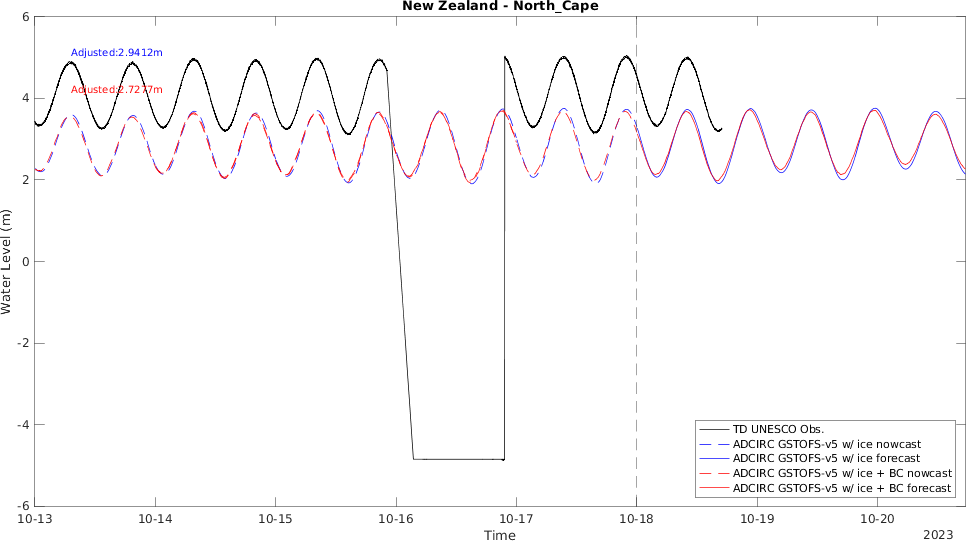 New Zealand - North_Cape
6
Adjusted:2.9412m
Adjusted:2.7277m
4
2
0
-2
-4
-6
Water Level (m)
TD UNESCO Obs.
ADCIRC GSTOFS-v5 w/ ice nowcast
ADCIRC GSTOFS-v5 w/ ice forecast
ADCIRC GSTOFS-v5 w/ ice + BC nowcast
ADCIRC GSTOFS-v5 w/ ice + BC forecast
10-13 10-14 10-15 10-16 10-17 10-18 10-19 10-20
Time
2023